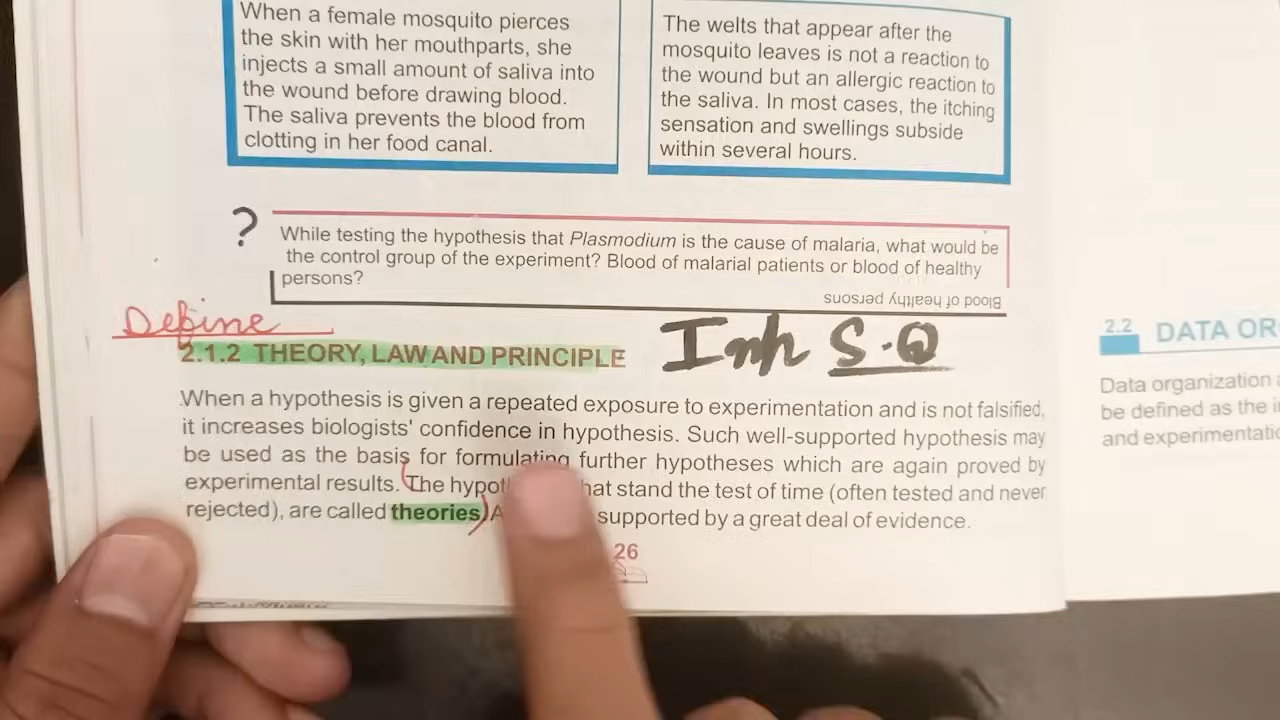 When a female mosquito pierces
the skin with her mouthparts, she
injects a small amount of saliva into
the wound before drawing blood.
The saliva prevents the blood from
clotting in her food canal.
The welts that appear after the
mosquito leaves is not a reaction to
the wound but an allergic reaction to
the saliva. In most cases, the itching
sensation and swellings subside
within several hours.
?
While testing the hypothesis that Plasmodium is the cause of malaria, what would be
the control group of the experiment? Blood of malarial patients or blood of healthy
persons?
Blood of healthy persons
Define
2.1.2 THEORY, LAW AND PRINCIPLE
S.Q
When a hypothesis is given a repeated exposure to experimentation and is not falsified,
it increases biologists' confidence in hypothesis. Such well-supported hypothesis may
be used as the basis for formulating further hypotheses which are again proved by
experimental results. The hat stand the test of time (often tested and never
rejected), are called theories. supported by a great deal of evidence.
26
2.2 DATA OR
Data organization
be defined as the
and